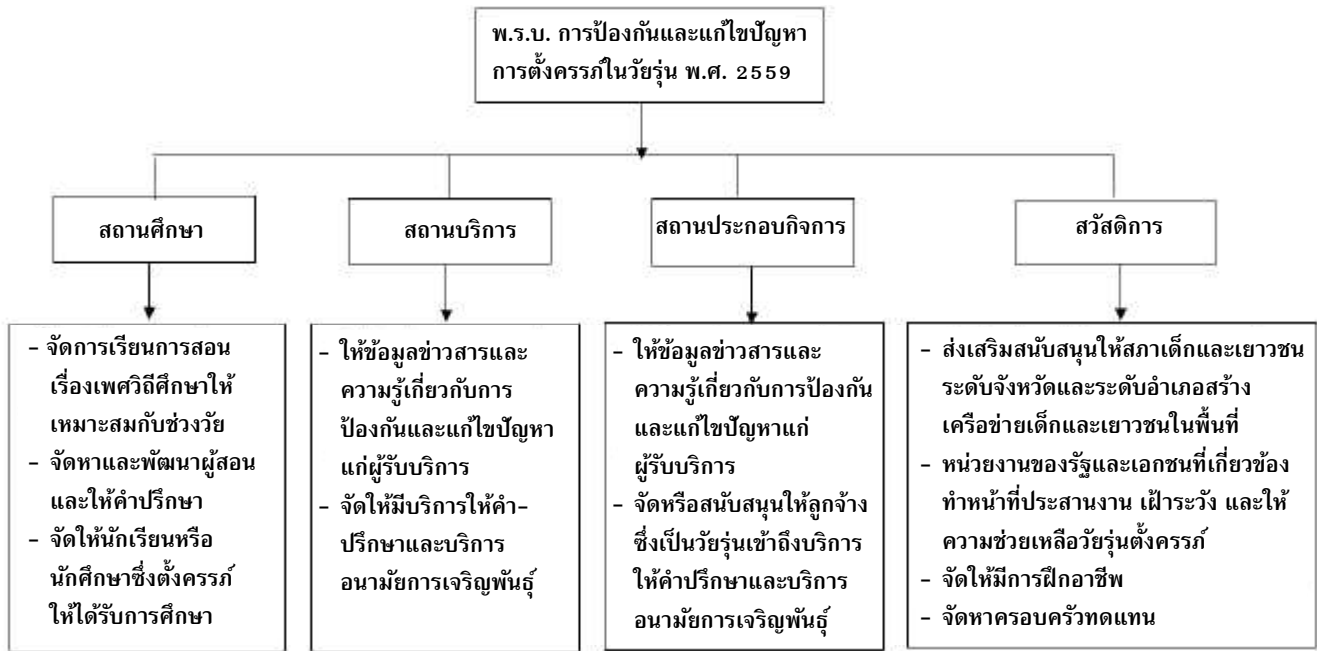 พ.ร.บ. การป้องกันและแก้ไขปัญหา
การตั้งครรภ์ในวัยรุ่น พ.ศ. 2559
สถานศึกษา
สถานบริการ
สถานประกอบกิจการ
สวัสดิการ
- จัดการเรียนการสอน
เรื่องเพศวิถีศึกษาให้
เหมาะสมกับช่วงวัย
- จัดหาและพัฒนาผู้สอน
และให้คำปรึกษา
- จัดให้นักเรียนหรือ
นักศึกษาซึ่งตั้งครรภ์
ให้ได้รับการศึกษา
- ให้ข้อมูลข่าวสารและ
ความรู้เกี่ยวกับการ
ป้องกันและแก้ไขปัญหา
แก่ผู้รับบริการ
- จัดให้มีบริการให้คำ-
ปรึกษาและบริการ
อนามัยการเจริญพันธุ์
- ให้ข้อมูลข่าวสารและ
ความรู้เกี่ยวกับการป้องกัน
และแก้ไขปัญหาแก่
ผู้รับบริการ
- จัดหรือสนับสนุนให้ลูกจ้าง
ซึ่งเป็นวัยรุ่นเข้าถึงบริการ
ให้คำปรึกษาและบริการ
อนามัยการเจริญพันธุ์
- ส่งเสริมสนับสนุนให้สภาเด็กและเยาวชน
ระดับจังหวัดและระดับอำเภอสร้าง
เครือข่ายเด็กและเยาวชนในพื้นที่
- หน่วยงานของรัฐและเอกชนที่เกี่ยวข้อง
ทำหน้าที่ประสานงาน เฝ้าระวัง และให้
ความช่วยเหลือวัยรุ่นตั้งครรภ์
- จัดให้มีการฝึกอาชีพ
- จัดหาครอบครัวทดแทน